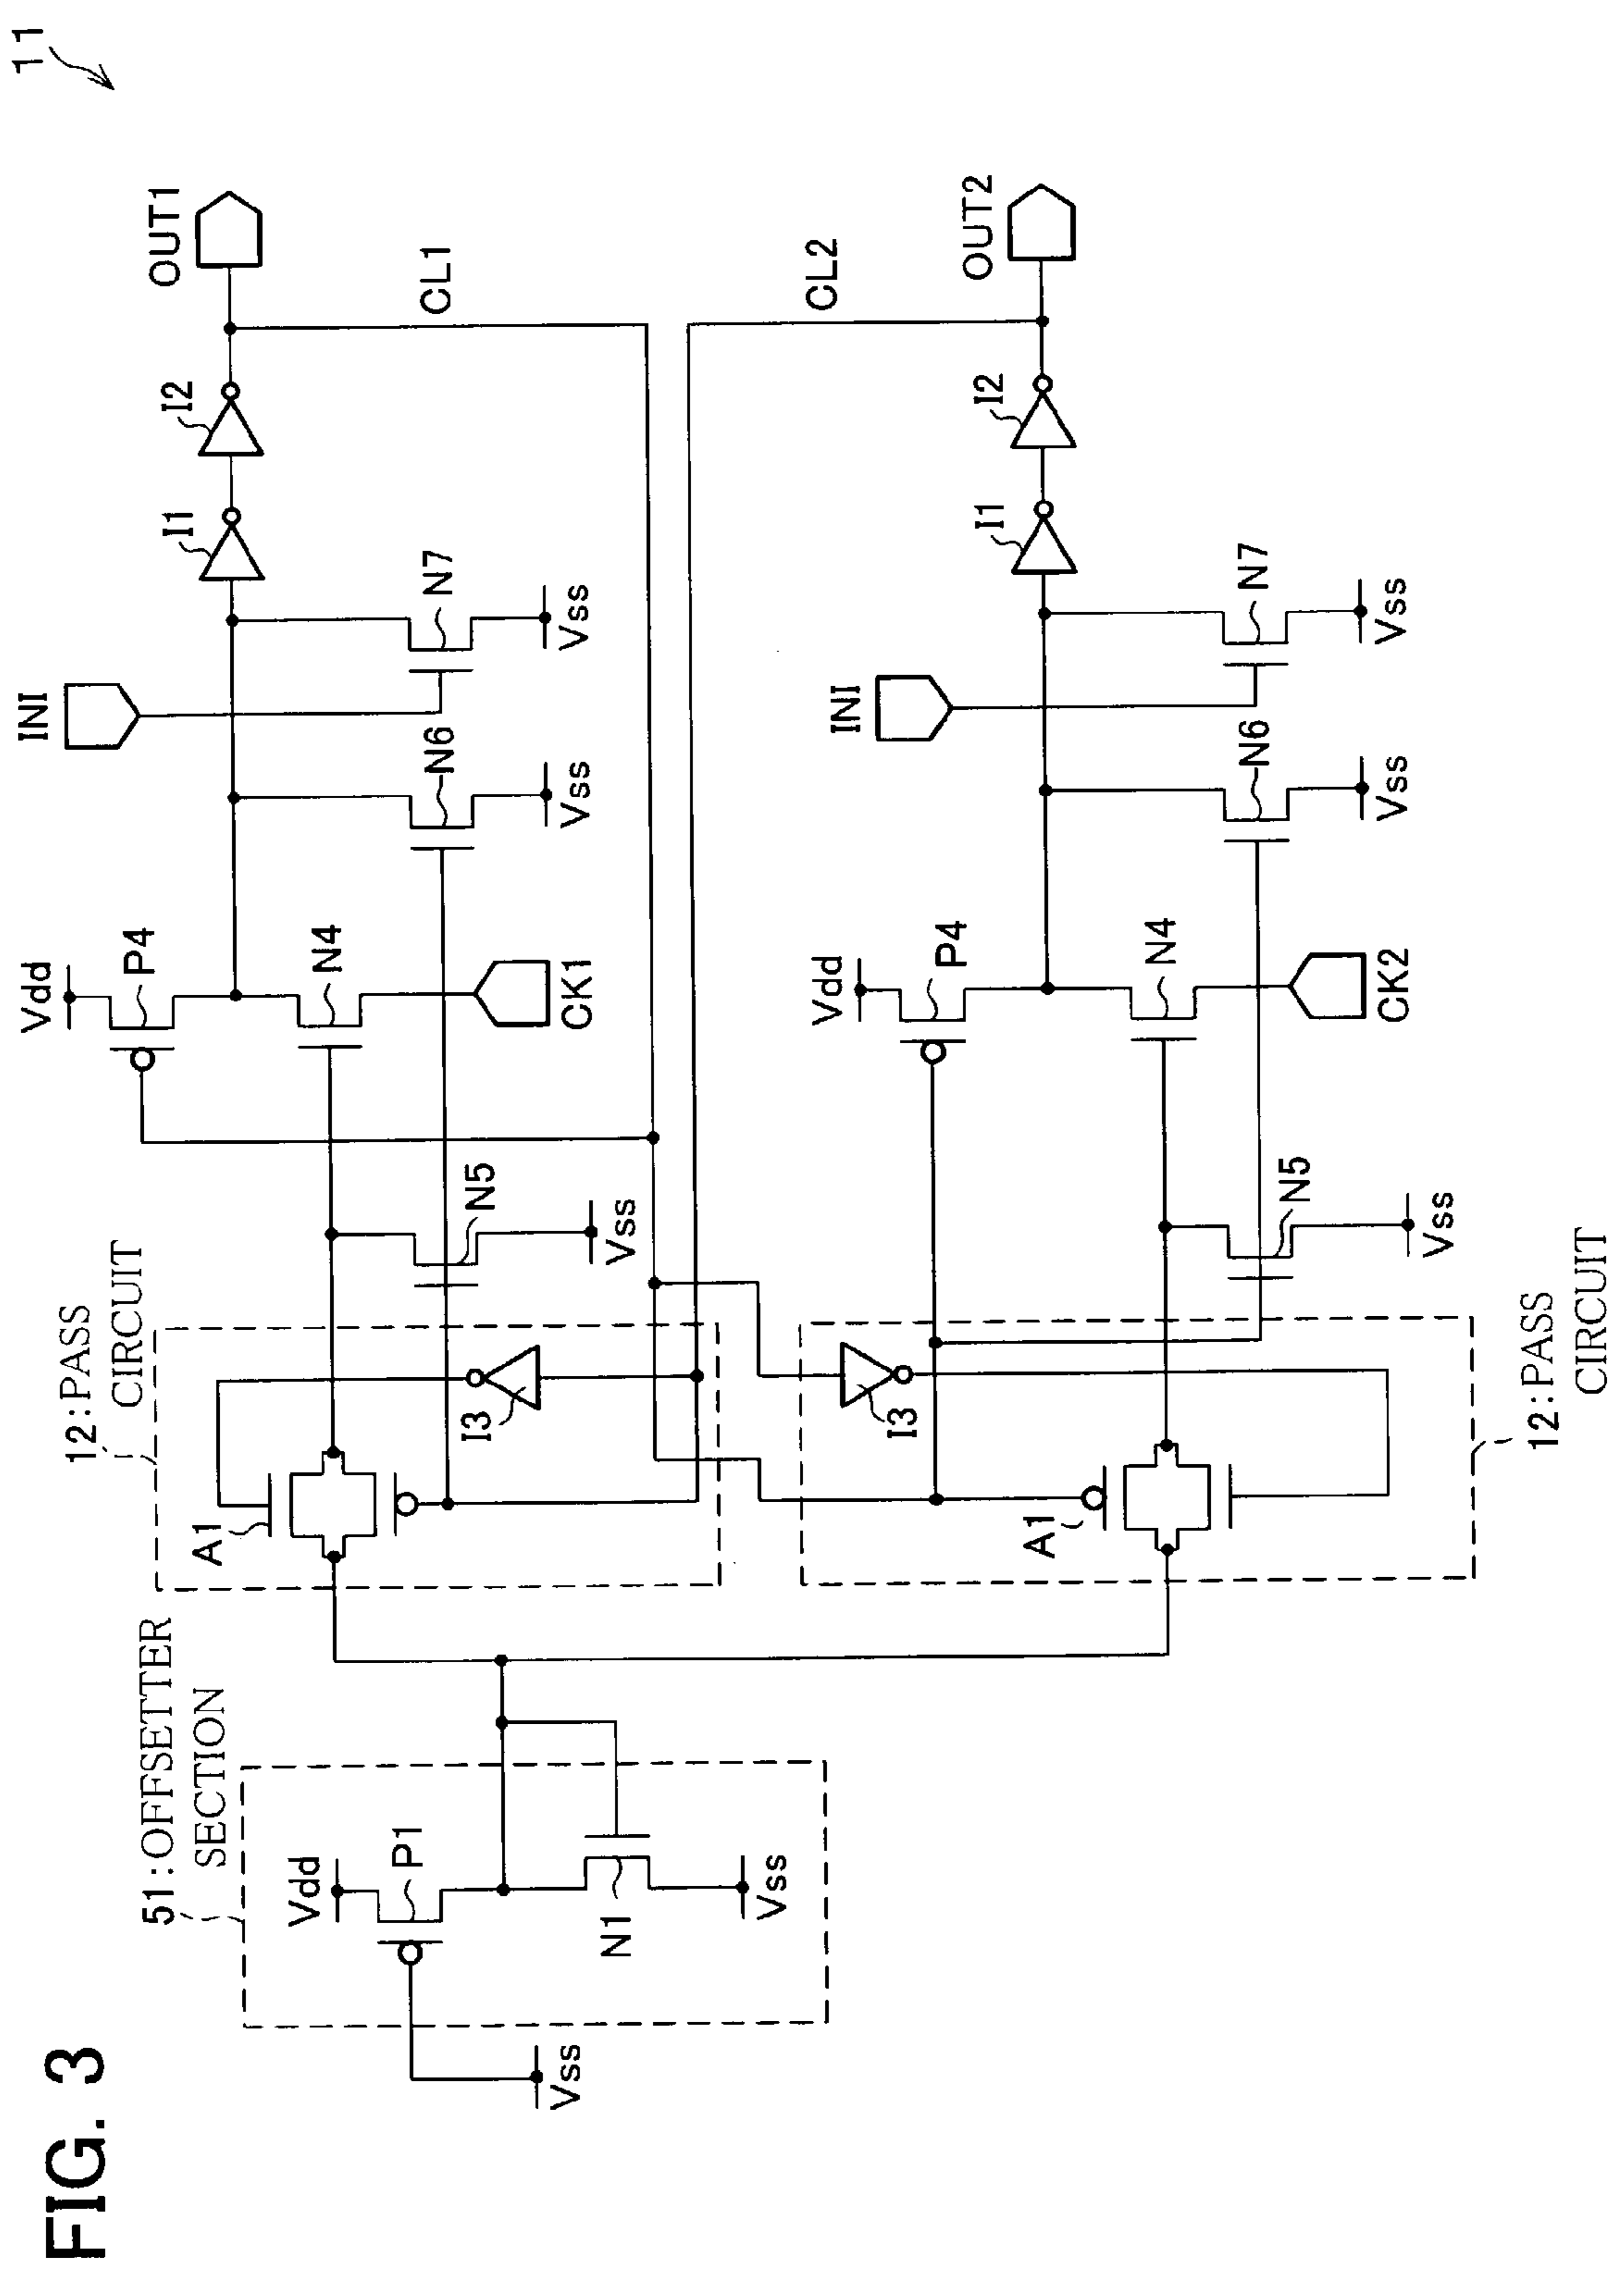 FIG. 3
11
51:OFFSETTER
SECTION
Vdd
P1
N1
Vss
Vss
12:PASS
CIRCUIT
A1
I3
N5
Vss
Vdd
P4
N4
CK1
N6
Vss
INI
N7
Vss
I1
I2
OUT1
CL1
CL2
12:PASS
CIRCUIT
A1
I3
N5
Vss
Vdd
P4
N4
CK2
N6
Vss
INI
N7
Vss
I1
I2
OUT2